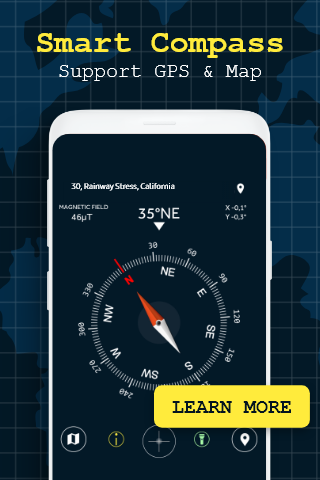 Smart Compass
Support GPS & Map
30, Rainway Stress, California
MAGNETIC FIELD
46µT
35°NE
X -0,1°
Y -0,3°
30
60
90
120
150
240
270
300
330
N
NE
E
SE
S
SW
W
NW
LEARN MORE